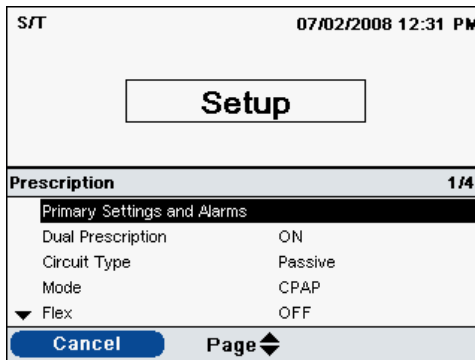 S/T 07/02/2008 12:31 PM
Setup
Prescription 1/4
Primary Settings and Alarms
Dual Prescription ON
Circuit Type Passive
Mode CPAP
Flex OFF
Cancel Page